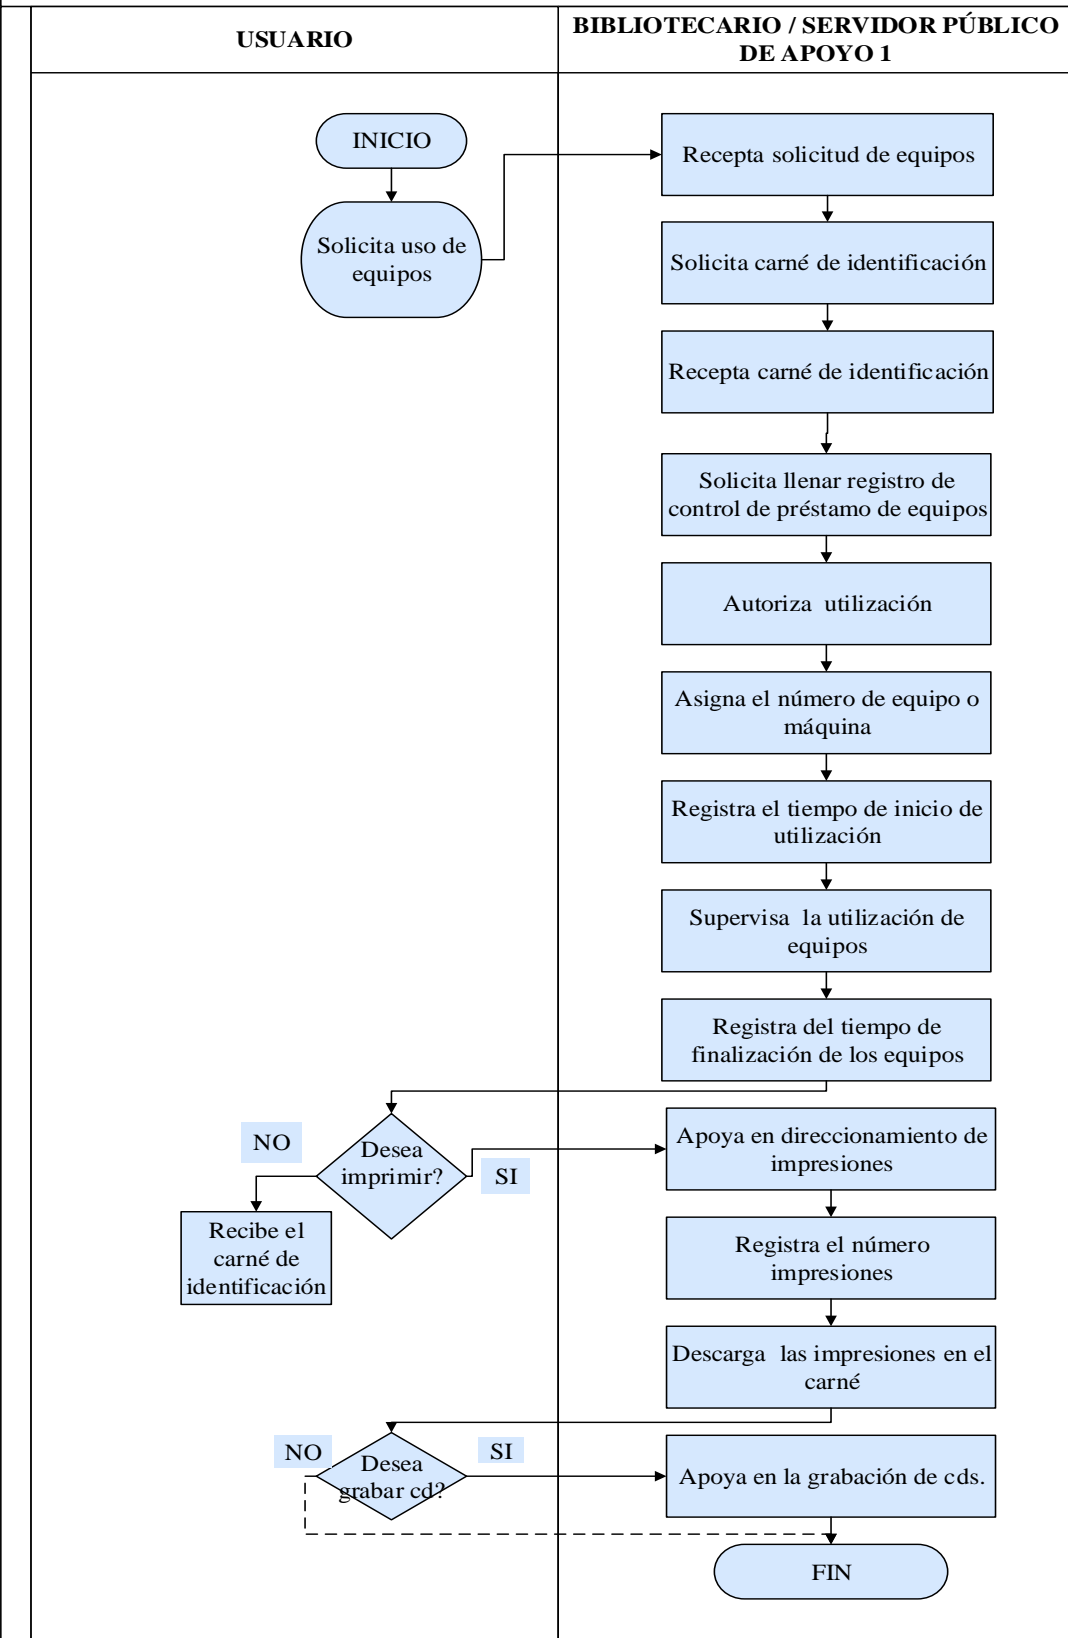 USUARIO
BIBLIOTECARIO / SERVIDOR PÚBLICO
DE APOYO 1
INICIO
Solicita uso de
equipos
Recepta solicitud de equipos
Solicita carné de identificación
Recepta carné de identificación
Solicita llenar registro de
control de préstamo de equipos
Autoriza utilización
Asigna el número de equipo o
máquina
Registra el tiempo de inicio de
utilización
Supervisa la utilización de
equipos
Registra del tiempo de
finalización de los equipos
NO
Desea
imprimir?
SI
Recibe el
carné de
identificación
Apoya en direccionamiento de
impresiones
Registra el número
impresiones
Descarga las impresiones en el
carné
NO
Desea
grabar cd?
SI
Apoya en la grabación de cds.
FIN